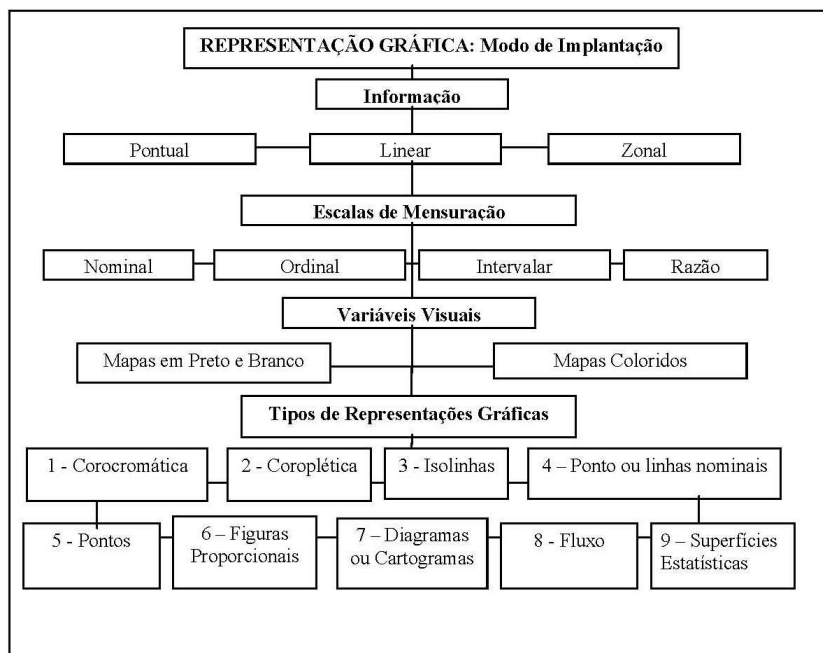 REPRESENTAÇÃO GRÁFICA: Modo de Implantação
Informação
Pontual
Linear
Zonal
Escalas de Mensuração
Nominal
Ordinal
Intervalar
Razão
Variáveis Visuais
Mapas em Preto e Branco
Mapas Coloridos
Tipos de Representações Gráficas
1 - Corocromática
2 - Coroplética
3 - Isolinhas
4 – Ponto ou linhas nominais
5 - Pontos
6 – Figuras
Proporcionais
7 – Diagramas
ou Cartogramas
8 - Fluxo
9 – Superfícies
Estatísticas